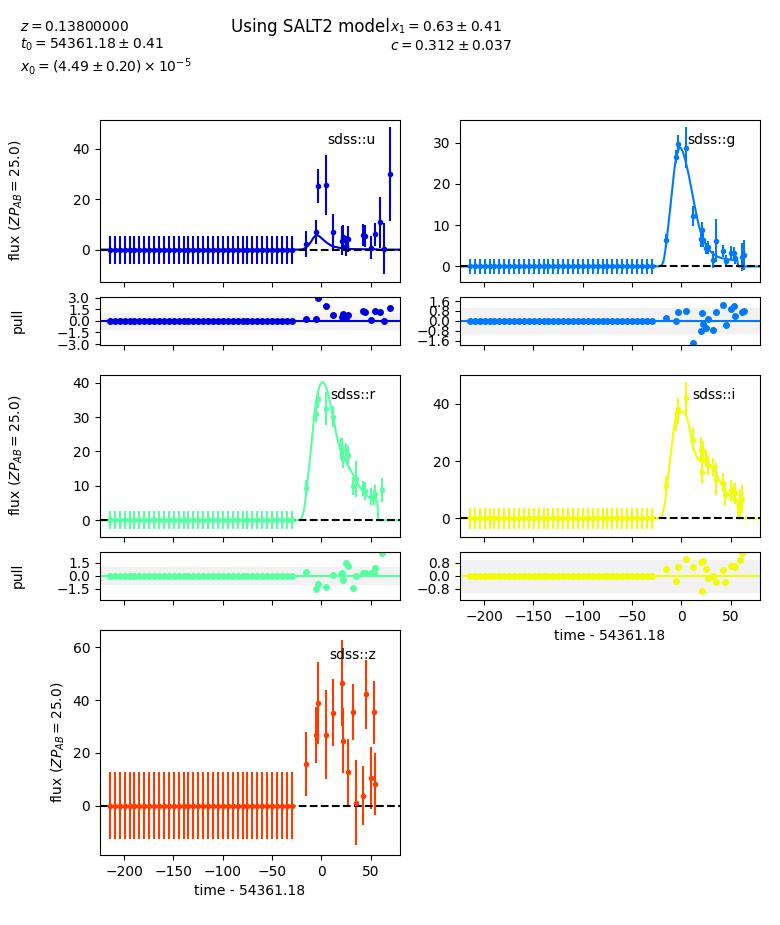 z = 0.13800000
Using SALT2 model
x₁ = 0.63 ± 0.41
t₀ = 54361.18 ± 0.41
c = 0.312 ± 0.037
x₀ = (4.49 ± 0.20) × 10⁻⁵
flux (ZP_AB = 25.0)
40
20
0
sdss::u
30
20
10
0
sdss::g
pull
3.0
1.5
0.0
−1.5
−3.0
1.6
0.8
0.0
−0.8
−1.6
flux (ZP_AB = 25.0)
40
30
20
10
0
sdss::r
40
20
0
sdss::i
pull
1.5
0.0
−1.5
0.8
0.0
−0.8
−200 −150 −100 −50 0 50
time - 54361.18
flux (ZP_AB = 25.0)
60
40
20
0
sdss::z
−200 −150 −100 −50 0 50
time - 54361.18